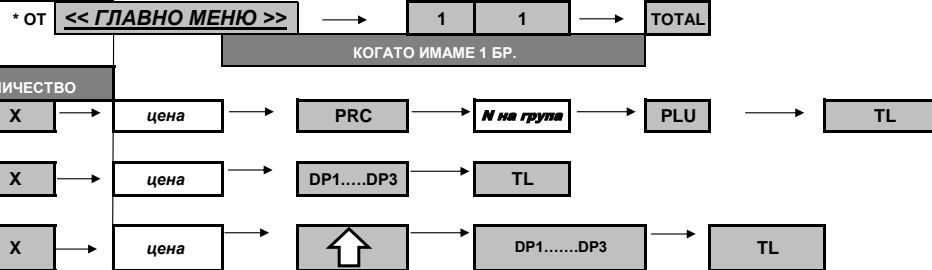 * ОТ << ГЛАВНО МЕНЮ >> 1 1 TOTAL
КОГАТО ИМАМЕ 1 БР.
ИЧЕСТВО
X цена PRC N на група PLU TL
X цена DP1.....DP3 TL
X цена DP1.......DP3 TL